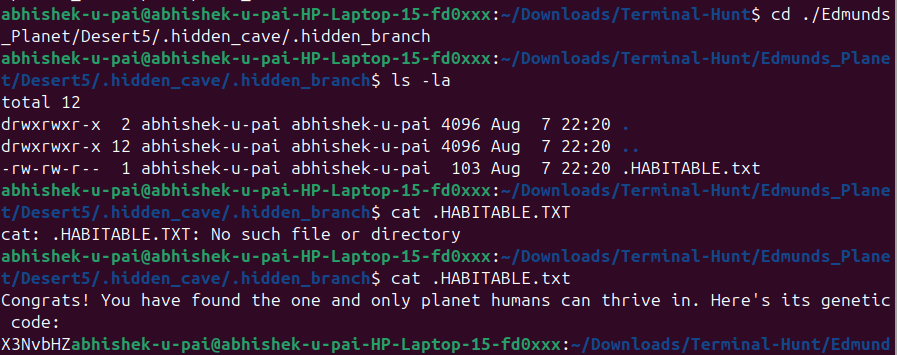 abhishek-u-pai@abhishek-u-pai-HP-Laptop-15-fd0xxx:~/Downloads/Terminal-Hunt$ cd ./Edmunds
_Planet/Desert5/.hidden_cave/.hidden_branch
abhishek-u-pai@abhishek-u-pai-HP-Laptop-15-fd0xxx:~/Downloads/Terminal-Hunt/Edmunds_Plane
t/Desert5/.hidden_cave/.hidden_branch$ ls -la
total 12
drwxrwxr-x  2 abhishek-u-pai abhishek-u-pai 4096 Aug  7 22:20 .
drwxrwxr-x 12 abhishek-u-pai abhishek-u-pai 4096 Aug  7 22:20 ..
-rw-rw-r--  1 abhishek-u-pai abhishek-u-pai  103 Aug  7 22:20 .HABITABLE.txt
abhishek-u-pai@abhishek-u-pai-HP-Laptop-15-fd0xxx:~/Downloads/Terminal-Hunt/Edmunds_Plane
t/Desert5/.hidden_cave/.hidden_branch$ cat .HABITABLE.TXT
cat: .HABITABLE.TXT: No such file or directory
abhishek-u-pai@abhishek-u-pai-HP-Laptop-15-fd0xxx:~/Downloads/Terminal-Hunt/Edmunds_Plane
t/Desert5/.hidden_cave/.hidden_branch$ cat .HABITABLE.txt
Congrats! You have found the one and only planet humans can thrive in. Here's its genetic
 code:
X3NvbHZabhishek-u-pai@abhishek-u-pai-HP-Laptop-15-fd0xxx:~/Downloads/Terminal-Hunt/Edmund